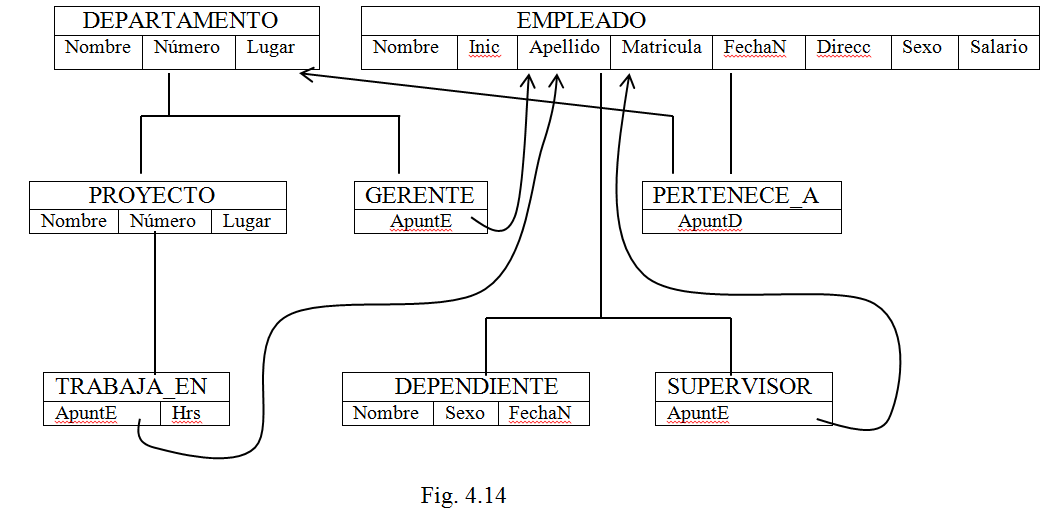 DEPARTAMENTO
Nombre Número Lugar
EMPLEADO
Nombre Inic Apellido Matricula FechaN Direcc Sexo Salario
PROYECTO
Nombre Número Lugar
GERENTE
ApuntE
PERTENECE_A
ApuntD
TRABAJA_EN
ApuntE Hrs
DEPENDIENTE
Nombre Sexo FechaN
SUPERVISOR
ApuntE
Fig. 4.14